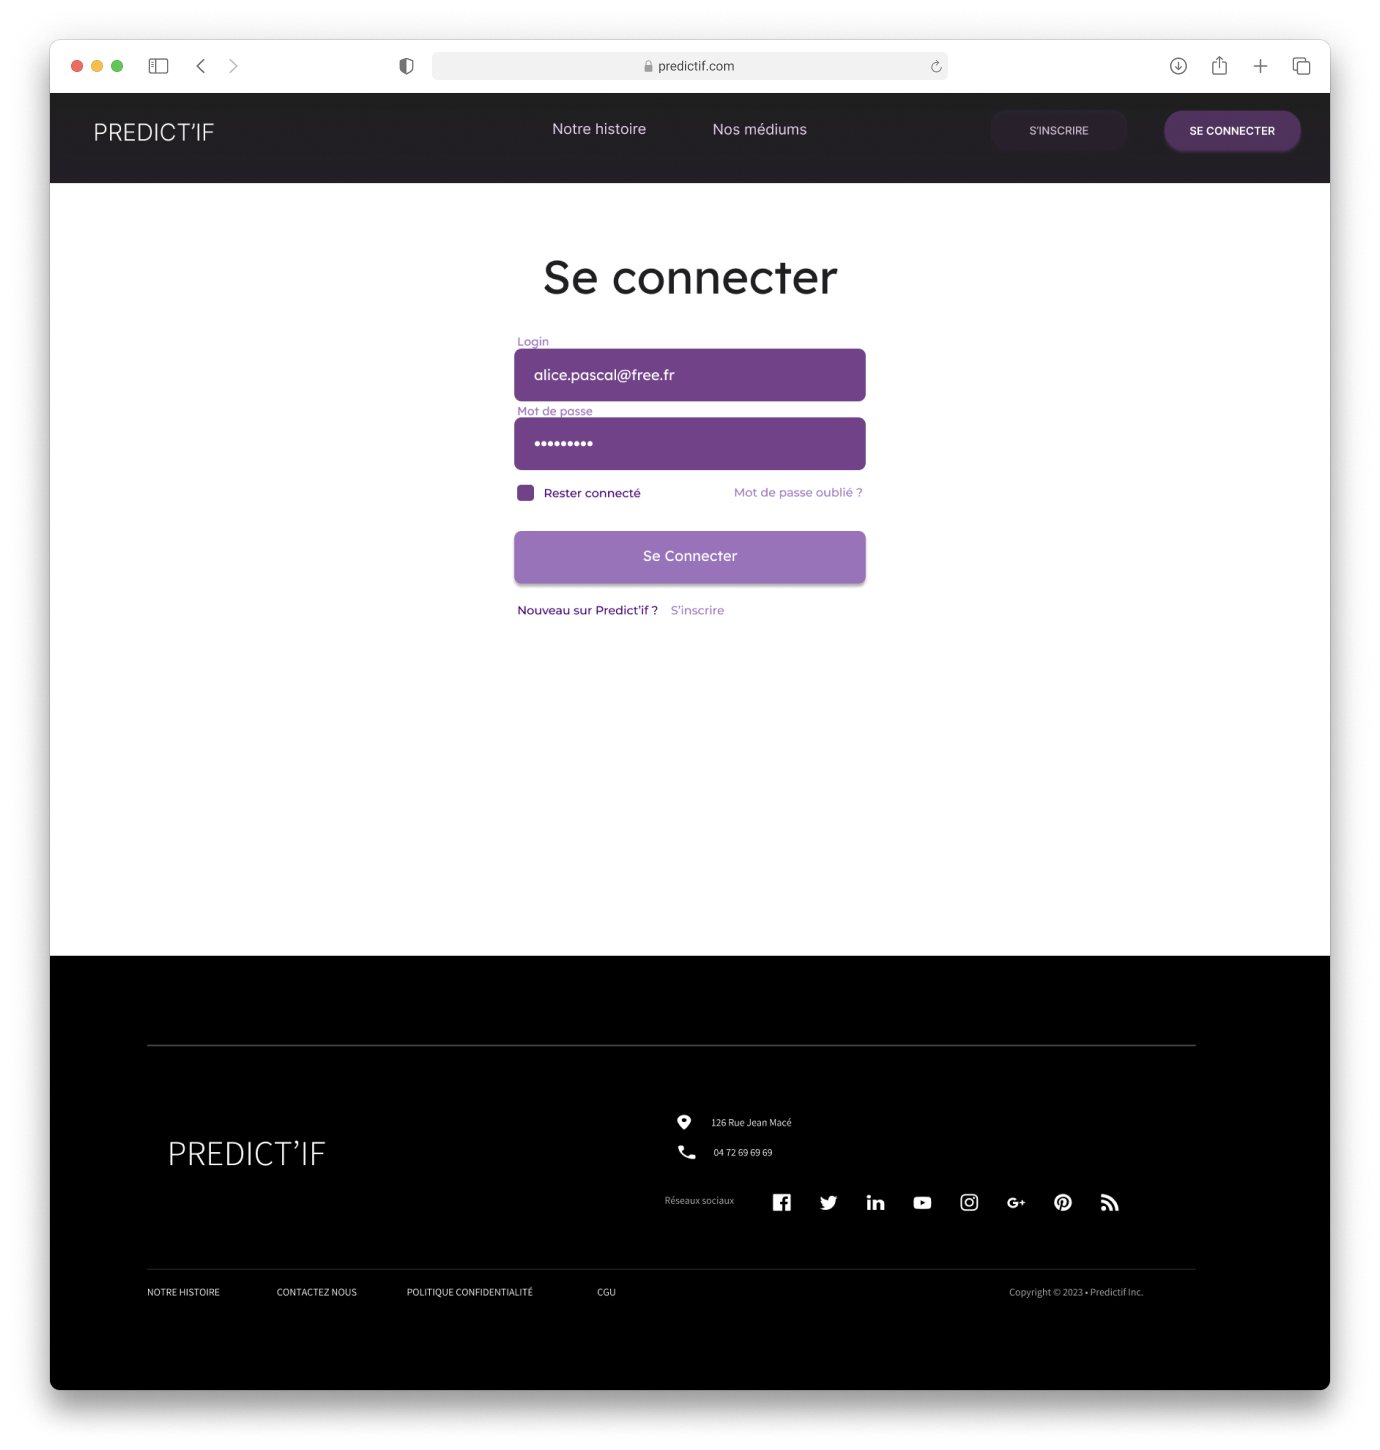 predictif.com
PREDICT'IF
Notre histoire
Nos médiums
S'INSCRIRE
SE CONNECTER
Se connecter
Login
alice.pascal@free.fr
Mot de passe
•••••••••
Rester connecté
Mot de passe oublié ?
Se Connecter
Nouveau sur Predict'if ? S'inscrire
126 Rue Jean Macé
PREDICT'IF
04 72 69 69 69
Réseaux sociaux
NOTRE HISTOIRE
CONTACTEZ NOUS
POLITIQUE CONFIDENTIALITÉ
CGU
Copyright © 2023 • Predictif Inc.